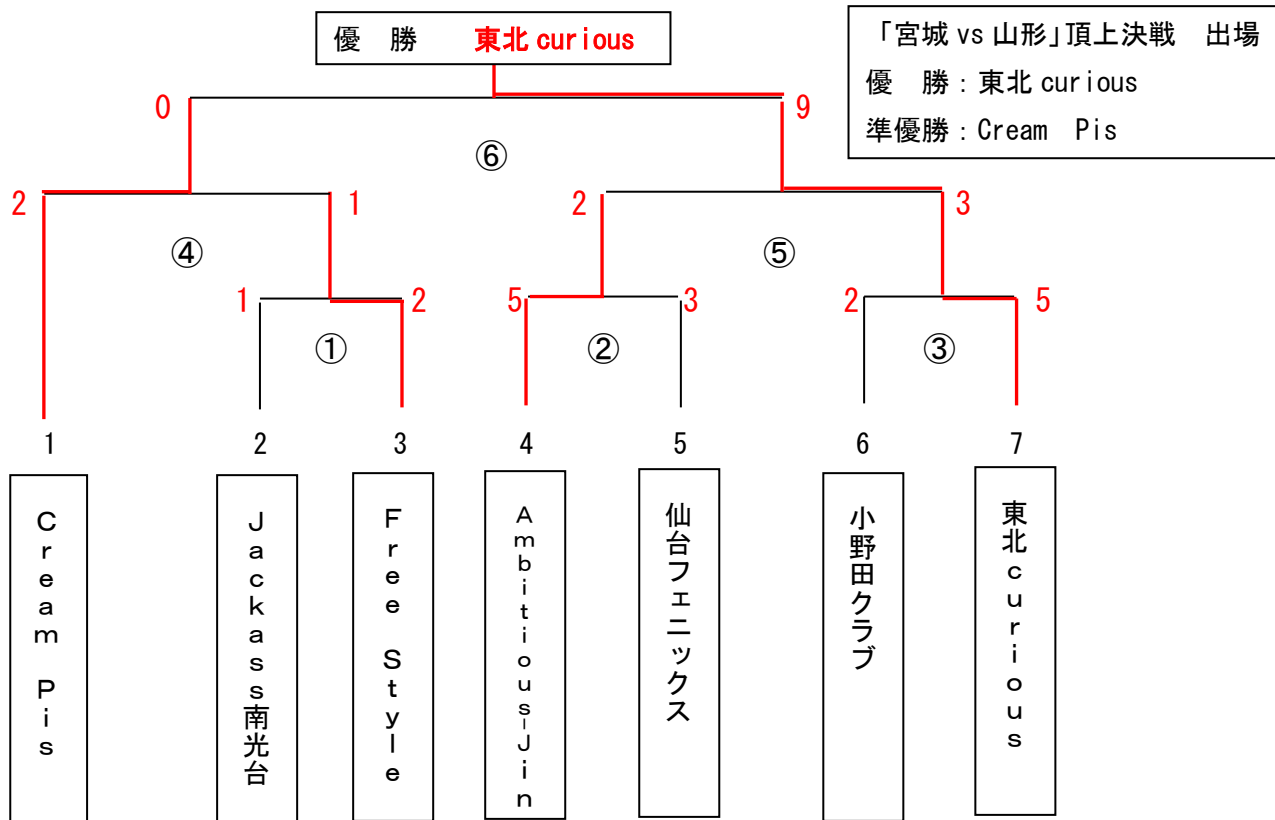 優　勝　　東北 curious
「宮城 vs 山形」頂上決戦　出場
優　勝：東北 curious
準優勝：Cream　Pis
0
9
⑥
2
1
2
3
④
⑤
1
2
5
3
2
5
①
②
③
1
2
3
4
5
6
7
Cream　Pis
Jackass南光台
Free　Style
Ambitious-Jin
仙台フェニックス
小野田クラブ
東北curious